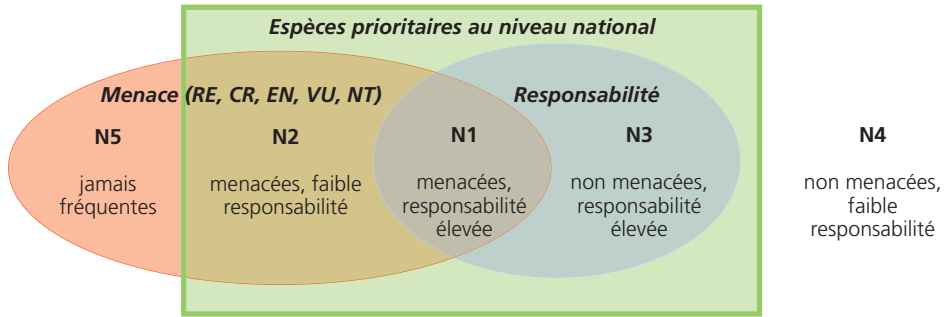 Espèces prioritaires au niveau national
Menace (RE, CR, EN, VU, NT)
Responsabilité
N5
jamais
fréquentes
N2
menacées, faible
responsabilité
N1
menacées,
responsabilité
élevée
N3
non menacées,
responsabilité
élevée
N4
non menacées,
faible
responsabilité